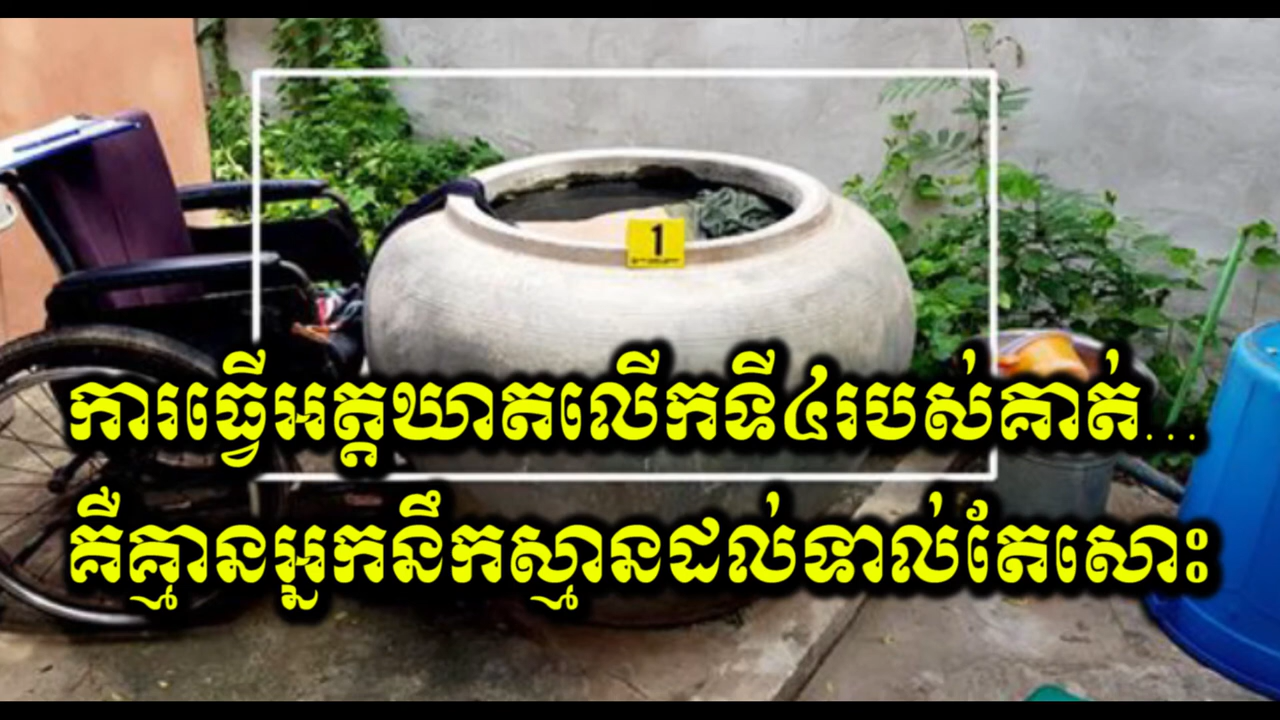 1
ការធ្វើអត្តឃាតលើកទី៤របស់គាត់...
គឺគ្មានអ្នកនឹកស្មានដល់ទាល់តែសោះ